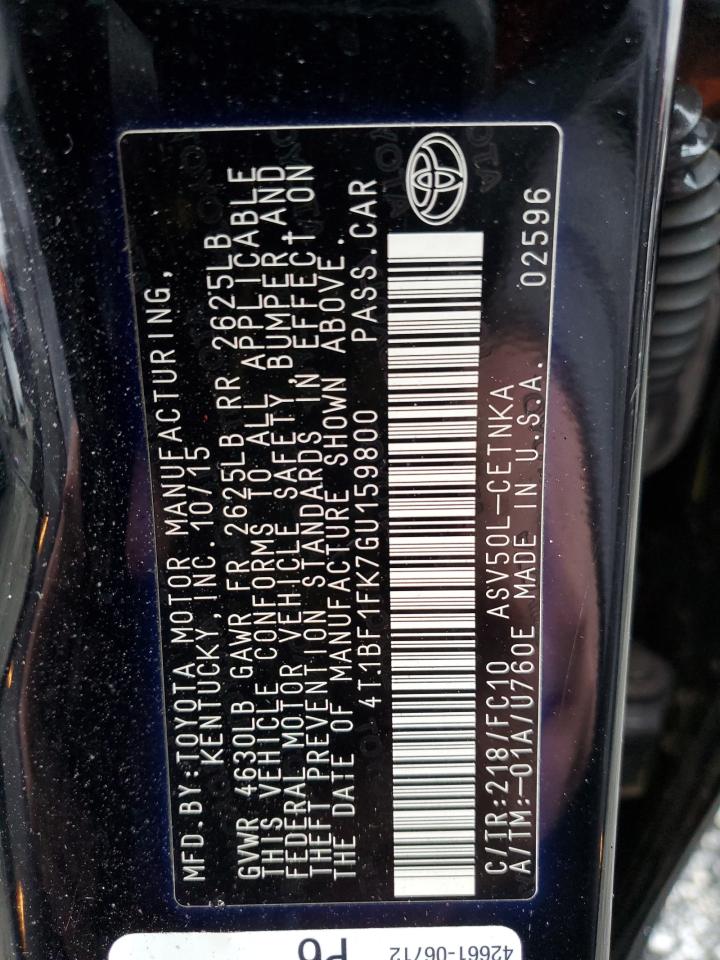 MFD.BY:TOYOTA MOTOR MANUFACTURING,
KENTUCKY, INC. 10/15
GVWR 4630LB GAWR FR 2625LB RR 2625LB
THIS VEHICLE CONFORMS TO ALL APPLICABLE
FEDERAL MOTOR VEHICLE SAFETY, BUMPER AND
THEFT PREVENTION STANDARDS IN EFFECT ON
THE DATE OF MANUFACTURE SHOWN ABOVE.
4T1BF1FK7GU159800 PASS.CAR
C/TR:218/FC10 ASV50L-CETNKA
A/TM:-01A/U760E MADE IN U.S.A. 02596
42661-06712
P6